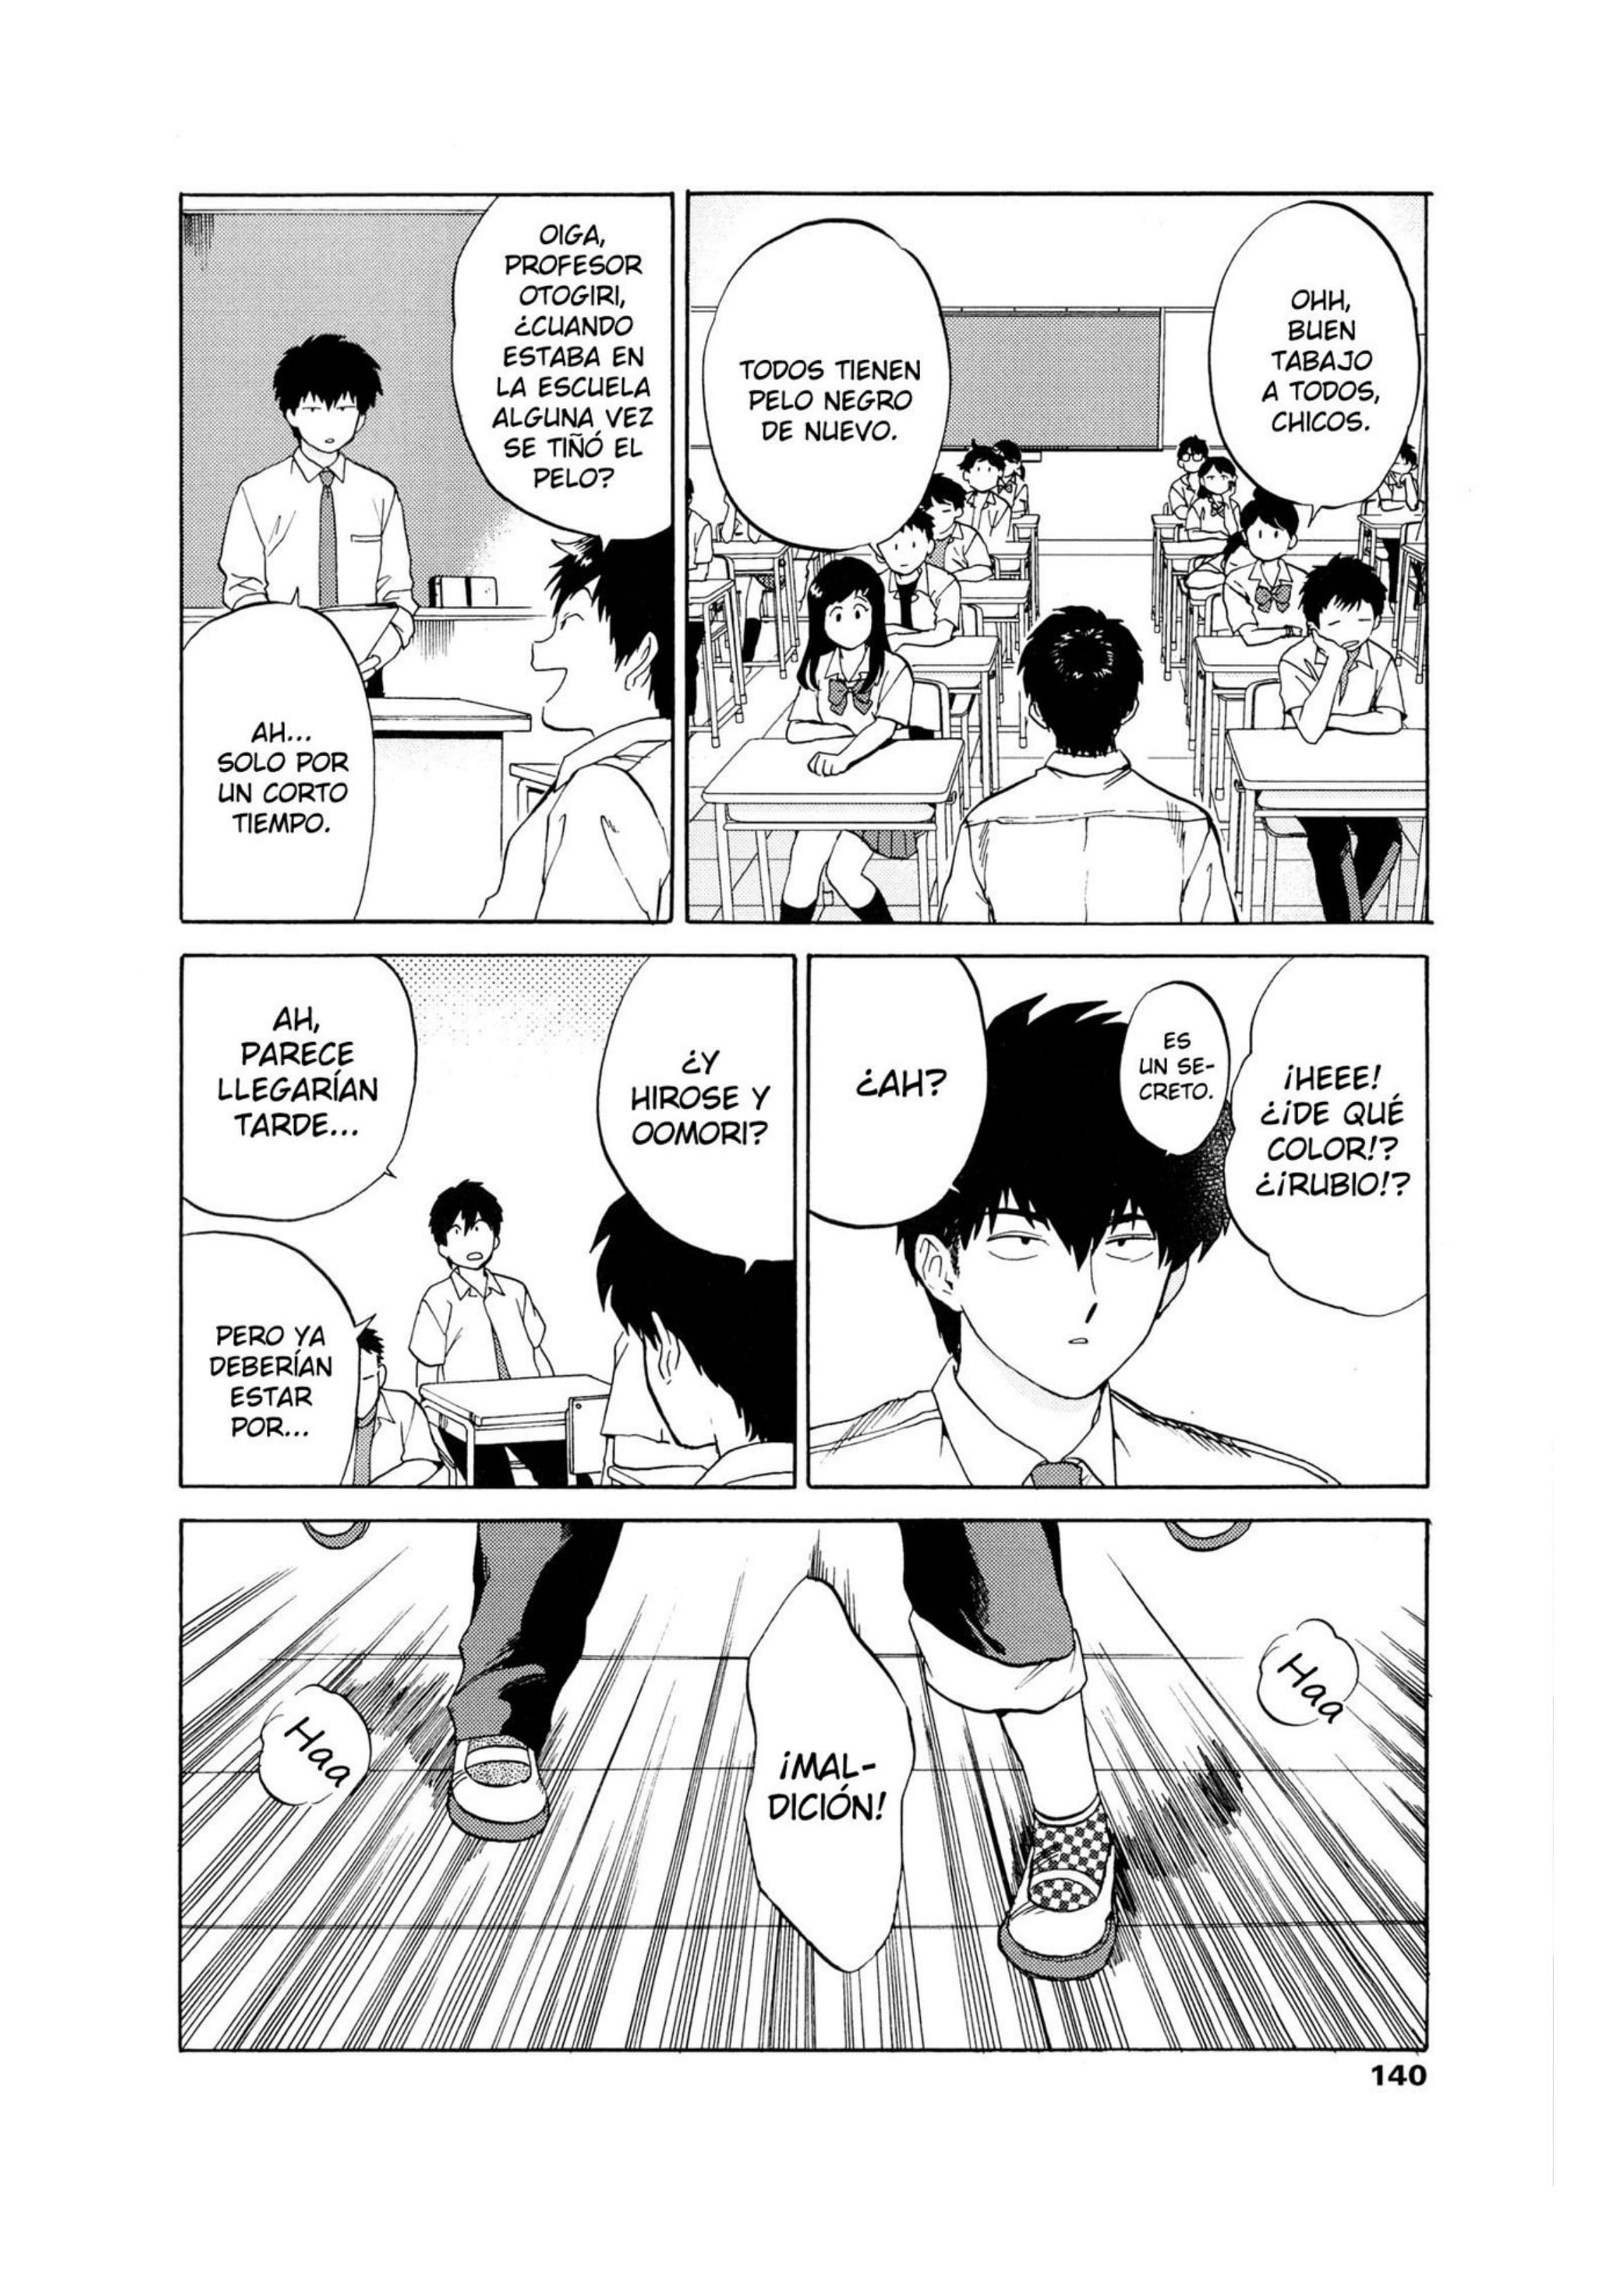 OHH,
BUEN
TABAJO
A TODOS,
CHICOS.
TODOS TIENEN
PELO NEGRO
DE NUEVO.
OIGA,
PROFESOR
OTOGIRI,
¿CUANDO
ESTABA EN
LA ESCUELA
ALGUNA VEZ
SE TIÑÓ EL
PELO?
AH...
SOLO POR
UN CORTO
TIEMPO.
¡HEEE!
¿¡DE QUÉ
COLOR!?
¿¡RUBIO!?
ES
UN SE-
CRETO.
¿AH?
¿Y
HIROSE Y
OOMORI?
AH,
PARECE
LLEGARÍAN
TARDE...
PERO YA
DEBERÍAN
ESTAR
POR...
Haa
¡MAL-
DICIÓN!
Haa
140